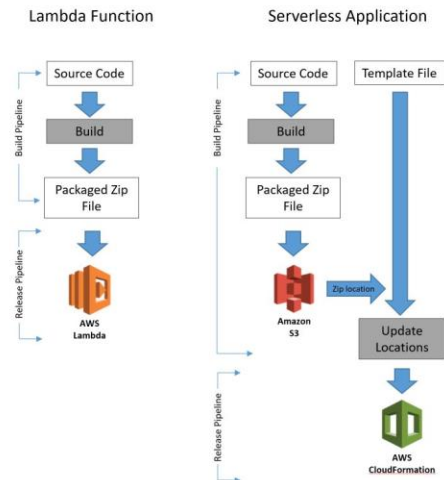 Lambda Function
Build Pipeline
Source Code
Build
Packaged Zip
File
Release Pipeline
AWS
Lambda
Serverless Application
Build Pipeline
Source Code
Template File
Build
Packaged Zip
File
Zip location
Amazon
S3
Update
Locations
Release Pipeline
AWS
CloudFormation